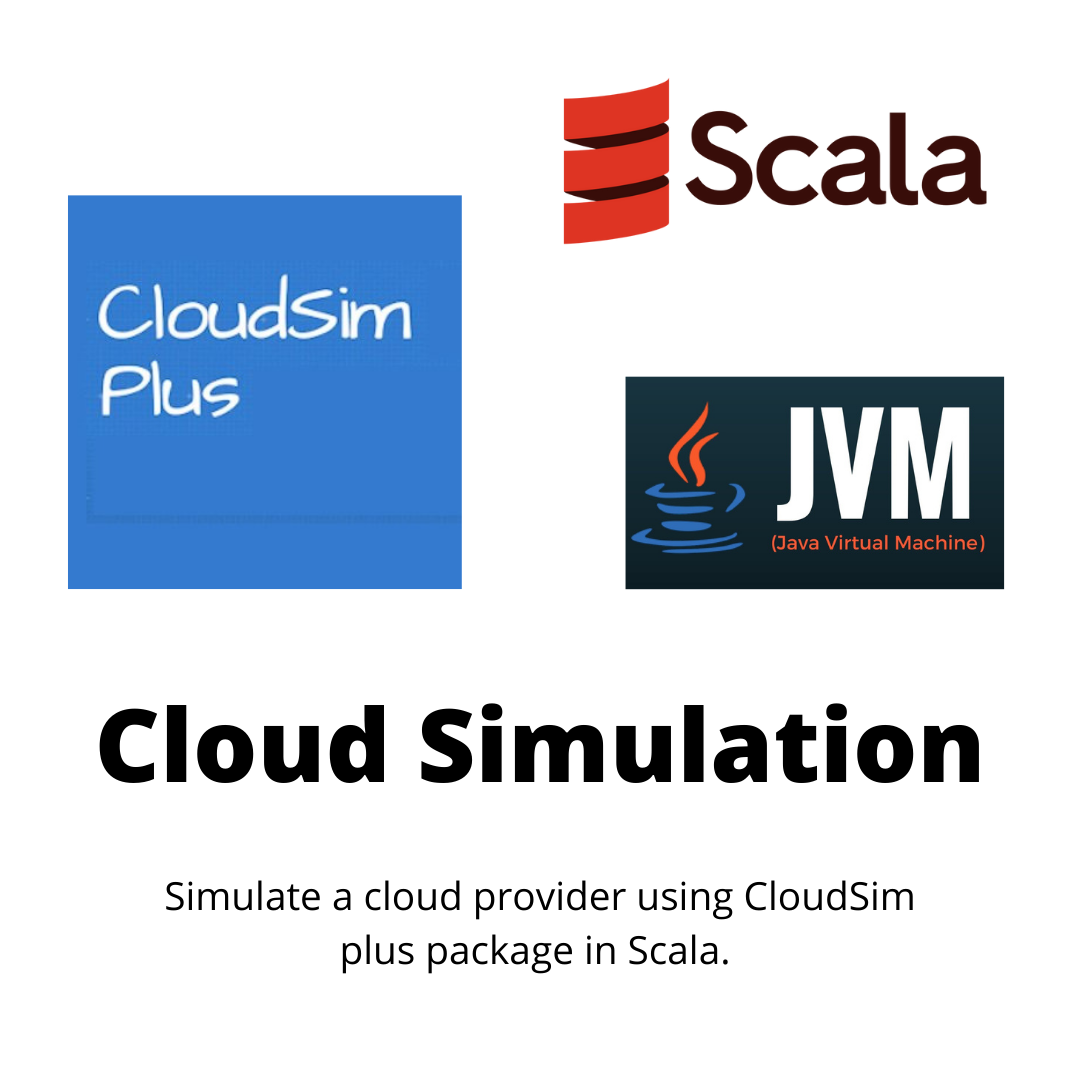 Scala
CloudSim
Plus
JVM
(Java Virtual Machine)
Cloud Simulation
Simulate a cloud provider using CloudSim
plus package in Scala.